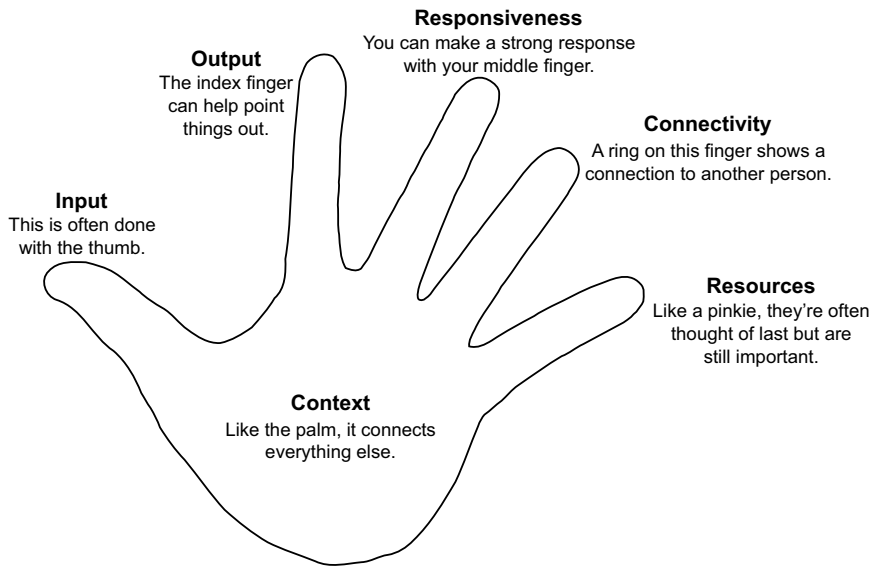 Responsiveness
You can make a strong response
with your middle finger.
Output
The index finger
can help point
things out.
Connectivity
A ring on this finger shows a
connection to another person.
Input
This is often done
with the thumb.
Resources
Like a pinkie, they’re often
thought of last but are
still important.
Context
Like the palm, it connects
everything else.